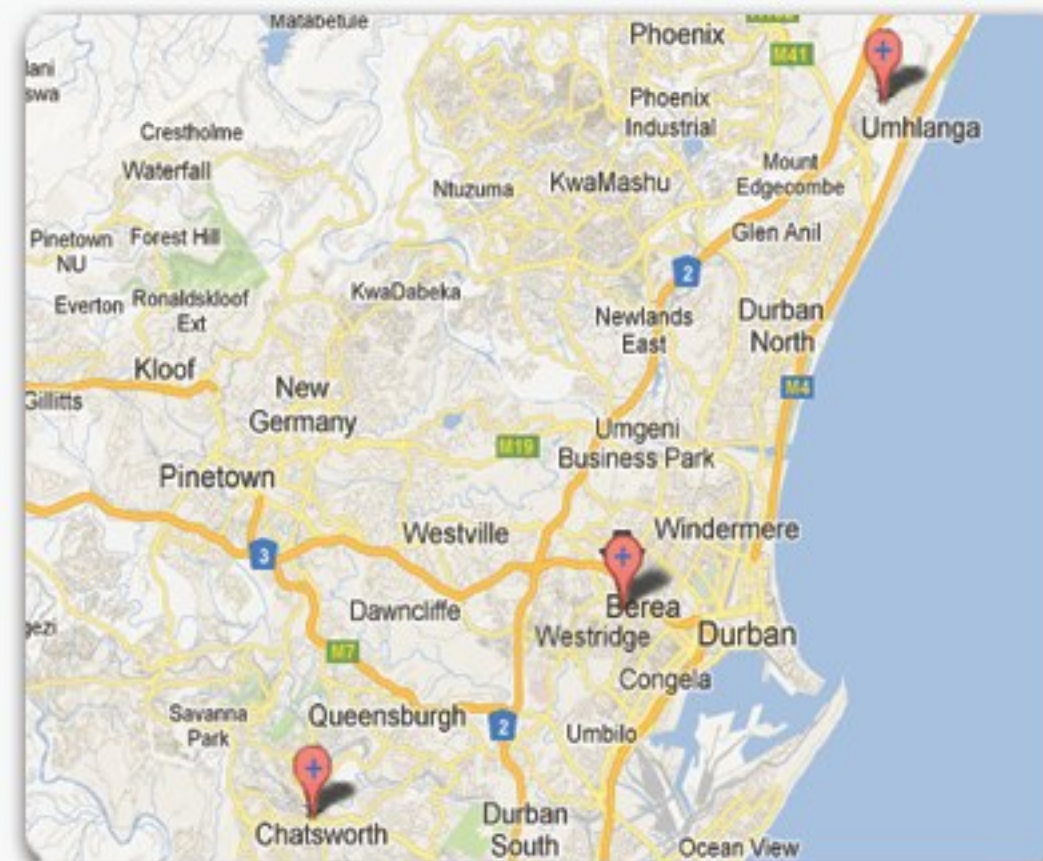 Matabetule
Phoenix
M41
Phoenix
Industrial
Umhlanga
Crestholme
Waterfall
Ntuzuma
KwaMashu
Mount
Edgecombe
Pinetown
NU
Forest Hill
Glen Anil
2
Everton
Ronaldskloof
Ext
KwaDabeka
Newlands
East
Durban
North
Kloof
M4
Gillitts
New
Germany
Umgeni
Business Park
M19
Pinetown
Westville
Windermere
3
Dawncliffe
Berea
Westridge
Durban
M7
Congela
Savanna
Park
Queensburgh
2
Umbilo
Chatsworth
Durban
South
Ocean View